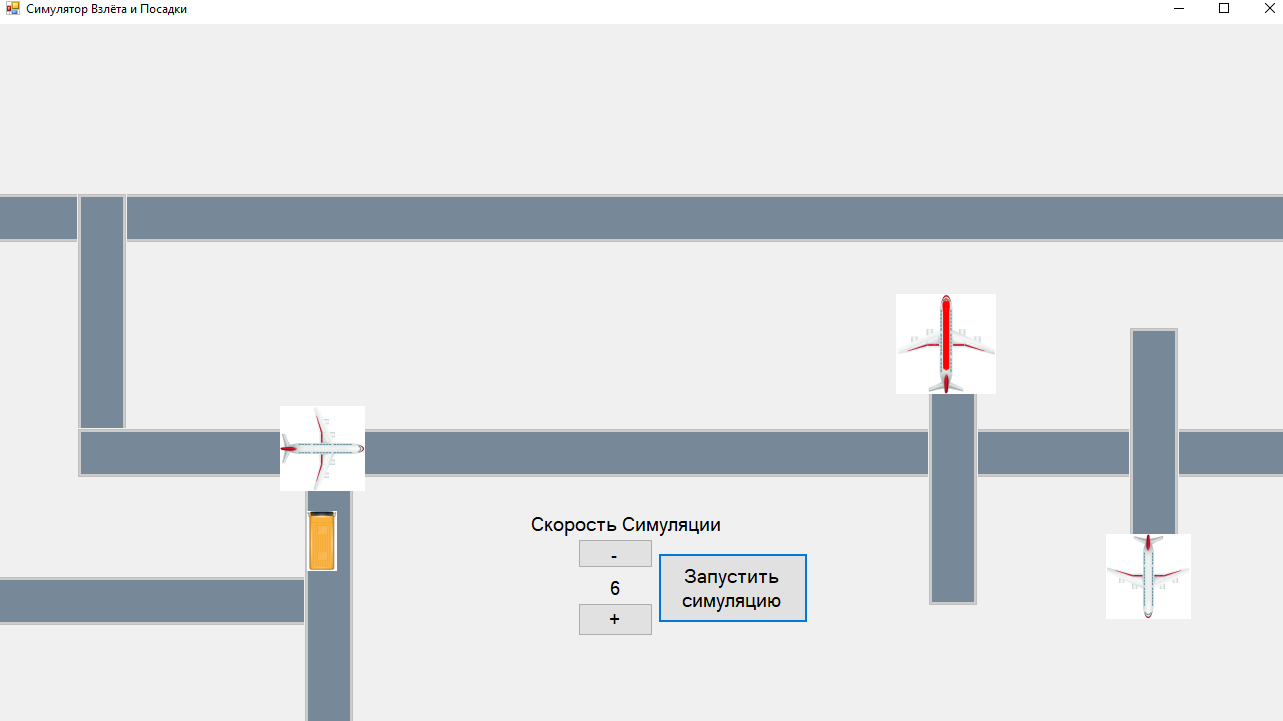 Симулятор Взлёта и Посадки
Скорость Симуляции
-
6
+
Запустить
симуляцию